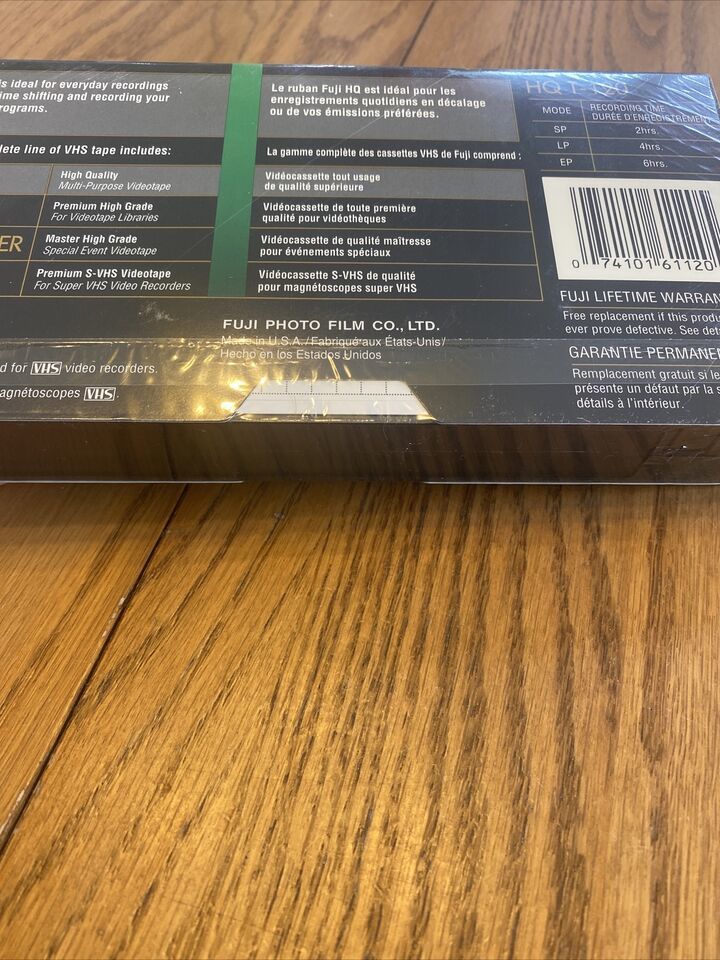 is ideal for everyday recordings
ime shifting and recording your
rograms.
lete line of VHS tape includes:
High Quality
Multi-Purpose Videotape
Premium High Grade
For Videotape Libraries
ER
Master High Grade
Special Event Videotape
Premium S-VHS Videotape
For Super VHS Video Recorders
Le ruban Fuji HQ est idéal pour les
enregistrements quotidiens en décalage
ou de vos émissions préférées.
La gamme complète des cassettes VHS de Fuji comprend :
Vidéocassette tout usage
de qualité supérieure
Vidéocassette de toute première
qualité pour vidéothèques
Vidéocassette de qualité maîtresse
pour événements spéciaux
Vidéocassette S-VHS de qualité
pour magnétoscopes super VHS
HQ T-120
MODE RECORDING TIME
DURÉE D'ENREGISTREMENT
SP 2hrs.
LP 4hrs.
EP 6hrs.
0 74101 61120
FUJI LIFETIME WARRAN
Free replacement if this produ
ever prove defective. See det
GARANTIE PERMANE
Remplacement gratuit si le
présente un défaut par la s
détails à l'intérieur.
FUJI PHOTO FILM CO., LTD.
Made in U.S.A./Fabriqué aux États-Unis/
Hecho en los Estados Unidos
d for VHS video recorders.
agnétoscopes VHS.